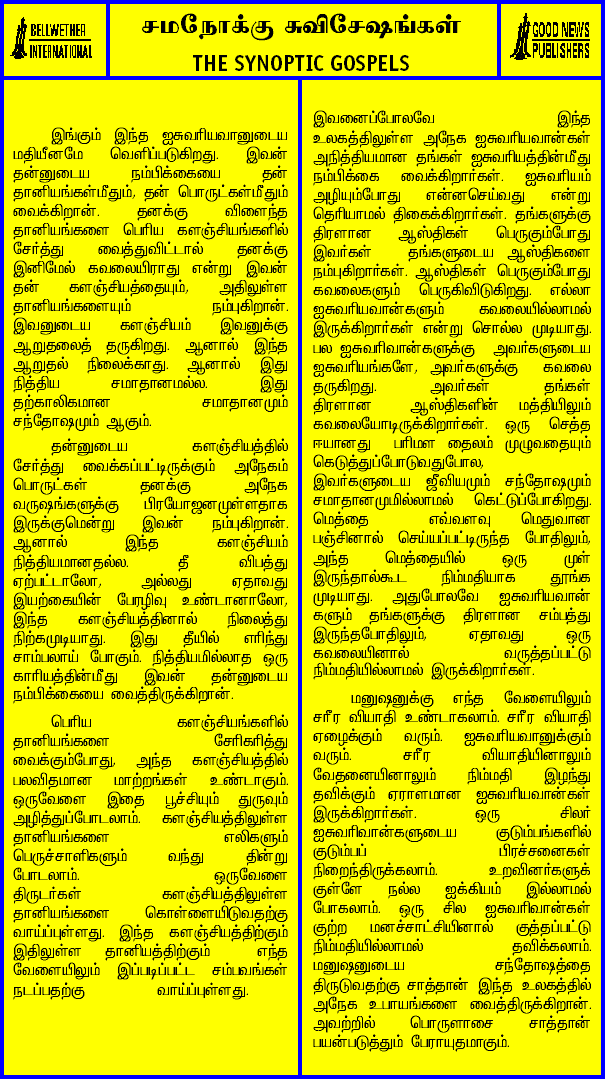 BELLWETHER
INTERNATIONAL
சமநோக்கு சுவிசேஷங்கள்
THE SYNOPTIC GOSPELS
GOOD NEWS
PUBLISHERS
இங்கும் இந்த ஐசுவரியவானுடைய
மதியீனமே வெளிப்படுகிறது. இவன்
தன்னுடைய நம்பிக்கையை தன்
தானியங்கள்மீதும், தன் பொருட்கள்மீதும்
வைக்கிறான். தனக்கு விளைந்த
தானியங்களை பெரிய களஞ்சியங்களில்
சேர்த்து வைத்துவிட்டால் தனக்கு
இனிமேல் கவலையிராது என்று இவன்
தன் களஞ்சியத்தையும், அதிலுள்ள
தானியங்களையும் நம்புகிறான்.
இவனுடைய களஞ்சியம் இவனுக்கு
ஆறுதலைத் தருகிறது. ஆனால் இந்த
ஆறுதல் நிலைக்காது. ஆனால் இது
நித்திய சமாதானமல்ல. இது
தற்காலிகமான சமாதானமும்
சந்தோஷமும் ஆகும்.
தன்னுடைய களஞ்சியத்தில்
சேர்த்து வைக்கப்பட்டிருக்கும் அநேகம்
பொருட்கள் தனக்கு அநேக
வருஷங்களுக்கு பிரயோஜனமுள்ளதாக
இருக்குமென்று இவன் நம்புகிறான்.
ஆனால் இந்த களஞ்சியம்
நித்தியமானதல்ல. தீ விபத்து
ஏற்பட்டாலோ, அல்லது ஏதாவது
இயற்கையின் பேரழிவு உண்டானாலோ,
இந்த களஞ்சியத்தினால் நிலைத்து
நிற்கமுடியாது. இது தீயில் எரிந்து
சாம்பலாய் போகும். நித்தியமில்லாத ஒரு
காரியத்தின்மீது இவன் தன்னுடைய
நம்பிக்கையை வைத்திருக்கிறான்.
பெரிய களஞ்சியங்களில்
தானியங்களை சேரிகரித்து
வைக்கும்போது, அந்த களஞ்சியத்தில்
பலவிதமான மாற்றங்கள் உண்டாகும்.
ஒருவேளை இதை பூச்சியும் துருவும்
அழித்துப்போடலாம். களஞ்சியத்திலுள்ள
தானியங்களை எலிகளும்
பெருச்சாளிகளும் வந்து தின்று
போடலாம். ஒருவேளை
திருடர்கள் களஞ்சியத்திலுள்ள
தானியங்களை கொள்ளையிடுவதற்கு
வாய்ப்புள்ளது. இந்த களஞ்சியத்திற்கும்
இதிலுள்ள தானியத்திற்கும் எந்த
வேளையிலும் இப்படிப்பட்ட சம்பவங்கள்
நடப்பதற்கு வாய்ப்புள்ளது.
இவனைப்போலவே இந்த
உலகத்திலுள்ள அநேக ஐசுவரியவான்கள்
அநித்தியமான தங்கள் ஐசுவரியத்தின்மீது
நம்பிக்கை வைக்கிறார்கள். ஐசுவரியம்
அழியும்போது என்னசெய்வது என்று
தெரியாமல் திகைக்கிறார்கள். தங்களுக்கு
திரளான ஆஸ்திகள் பெருகும்போது
இவர்கள் தங்களுடைய ஆஸ்திகளை
நம்புகிறார்கள். ஆஸ்திகள் பெருகும்போது
கவலைகளும் பெருகிவிடுகிறது. எல்லா
ஐசுவரியவான்களும் கவலையில்லாமல்
இருக்கிறார்கள் என்று சொல்ல முடியாது.
பல ஐசுவரிவான்களுக்கு அவர்களுடைய
ஐசுவரியங்களே, அவர்களுக்கு கவலை
தருகிறது. அவர்கள் தங்கள்
திரளான ஆஸ்திகளின் மத்தியிலும்
கவலையோடிருக்கிறார்கள். ஒரு செத்த
ஈயானது பரிமள தைலம் முழுவதையும்
கெடுத்துப்போடுவதுபோல,
இவர்களுடைய ஜீவியமும் சந்தோஷமும்
சமாதானமுமில்லாமல் கெட்டுப்போகிறது.
மெத்தை எவ்வளவு மெதுவான
பஞ்சினால் செய்யப்பட்டிருந்த போதிலும்,
அந்த மெத்தையில் ஒரு முள்
இருந்தால்கூட நிம்மதியாக தூங்க
முடியாது. அதுபோலவே ஐசுவரியவான்
களும் தங்களுக்கு திரளான சம்பத்து
இருந்தபோதிலும், ஏதாவது ஒரு
கவலையினால் வருத்தப்பட்டு
நிம்மதியில்லாமல் இருக்கிறார்கள்.
மனுஷனுக்கு எந்த வேளையிலும்
சரீர வியாதி உண்டாகலாம். சரீர வியாதி
ஏழைக்கும் வரும். ஐசுவரியவானுக்கும்
வரும். சரீர வியாதியினாலும்
வேதனையினாலும் நிம்மதி இழந்து
தவிக்கும் ஏராளமான ஐசுவரியவான்கள்
இருக்கிறார்கள். ஒரு சிலர்
ஐசுவரிவான்களுடைய குடும்பங்களில்
குடும்பப் பிரச்சனைகள்
நிறைந்திருக்கலாம். உறவினர்களுக்
குள்ளே நல்ல ஐக்கியம் இல்லாமல்
போகலாம். ஒரு சில ஐசுவரிவான்கள்
குற்ற மனச்சாட்சியினால் குத்தப்பட்டு
நிம்மதியில்லாமல் தவிக்கலாம்.
மனுஷனுடைய சந்தோஷத்தை
திருடுவதற்கு சாத்தான் இந்த உலகத்தில்
அநேக உபாயங்களை வைத்திருக்கிறான்.
அவற்றில் பொருளாசை சாத்தான்
பயன்படுத்தும் பேராயுதமாகும்.